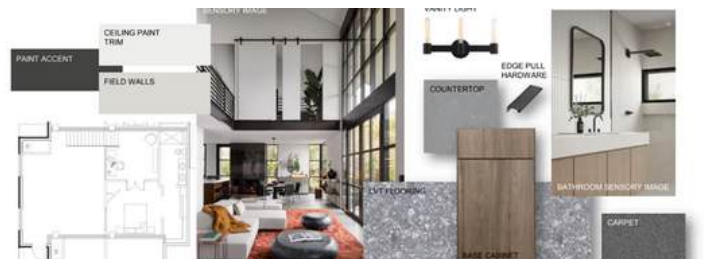 SENSORY IMAGE
VANITY LIGHT
CEILING PAINT
TRIM
PAINT ACCENT
FIELD WALLS
EDGE PULL
HARDWARE
COUNTERTOP
LVT FLOORING
BATHROOM SENSORY IMAGE
CARPET
BASE CABINET